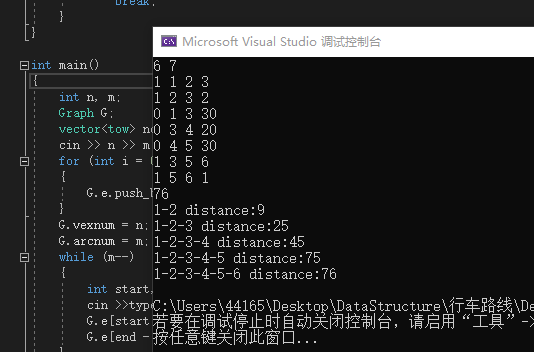 break;
}
}
int main()
{
int n, m;
Graph G;
vector<tow> no
cin >> n >> m
for (int i = 0
{
G.e.push_b
}
G.vexnum = n;
G.arcnum = m;
while (m--)
{
int start,
cin >>type
G.e[start
G.e[end -
Microsoft Visual Studio 调试控制台
6 7
1 1 2 3
1 2 3 2
0 1 3 30
0 3 4 20
0 4 5 30
1 3 5 6
1 5 6 1
76
1-2 distance:9
1-2-3 distance:25
1-2-3-4 distance:45
1-2-3-4-5 distance:75
1-2-3-4-5-6 distance:76
C:\Users\44165\Desktop\DataStructure\行车路线\De
若要在调试停止时自动关闭控制台，请启用“工具”->
按任意键关闭此窗口...